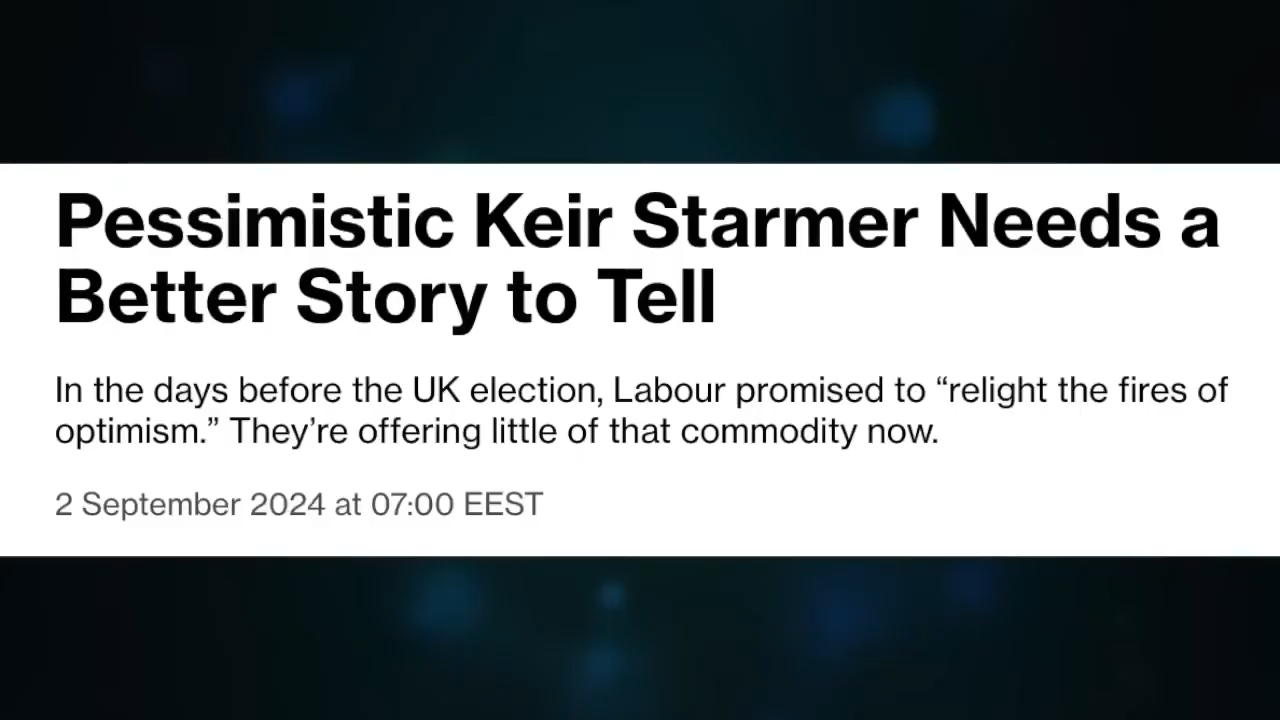 Pessimistic Keir Starmer Needs a
Better Story to Tell
In the days before the UK election, Labour promised to “relight the fires of
optimism.” They’re offering little of that commodity now.
2 September 2024 at 07:00 EEST